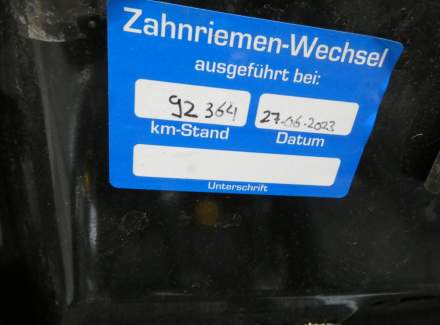 Zahnriemen-Wechsel
ausgeführt bei:
92 364 27.06.2023
km-Stand Datum
Unterschrift